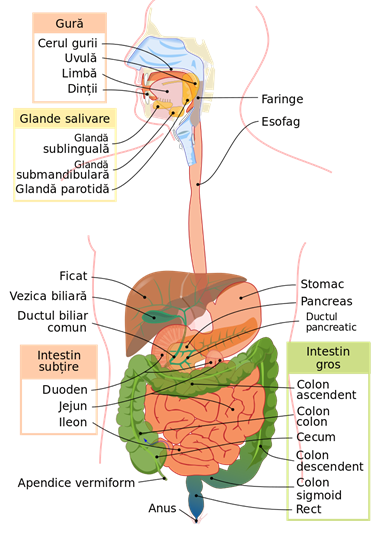 Gură
Cerul gurii
Uvulă
Limbă
Dinții
Glande salivare
Glandă
sublinguală
Glandă
submandibulară
Glandă parotidă
Faringe
Esofag
Ficat
Vezica biliară
Ductul biliar
comun
Stomac
Pancreas
Ductul
pancreatic
Intestin
subțire
Duoden
Jejun
Ileon
Intestin
gros
Colon
ascendent
Colon
colon
Cecum
Colon
descendent
Colon
sigmoid
Rect
Apendice vermiform
Anus